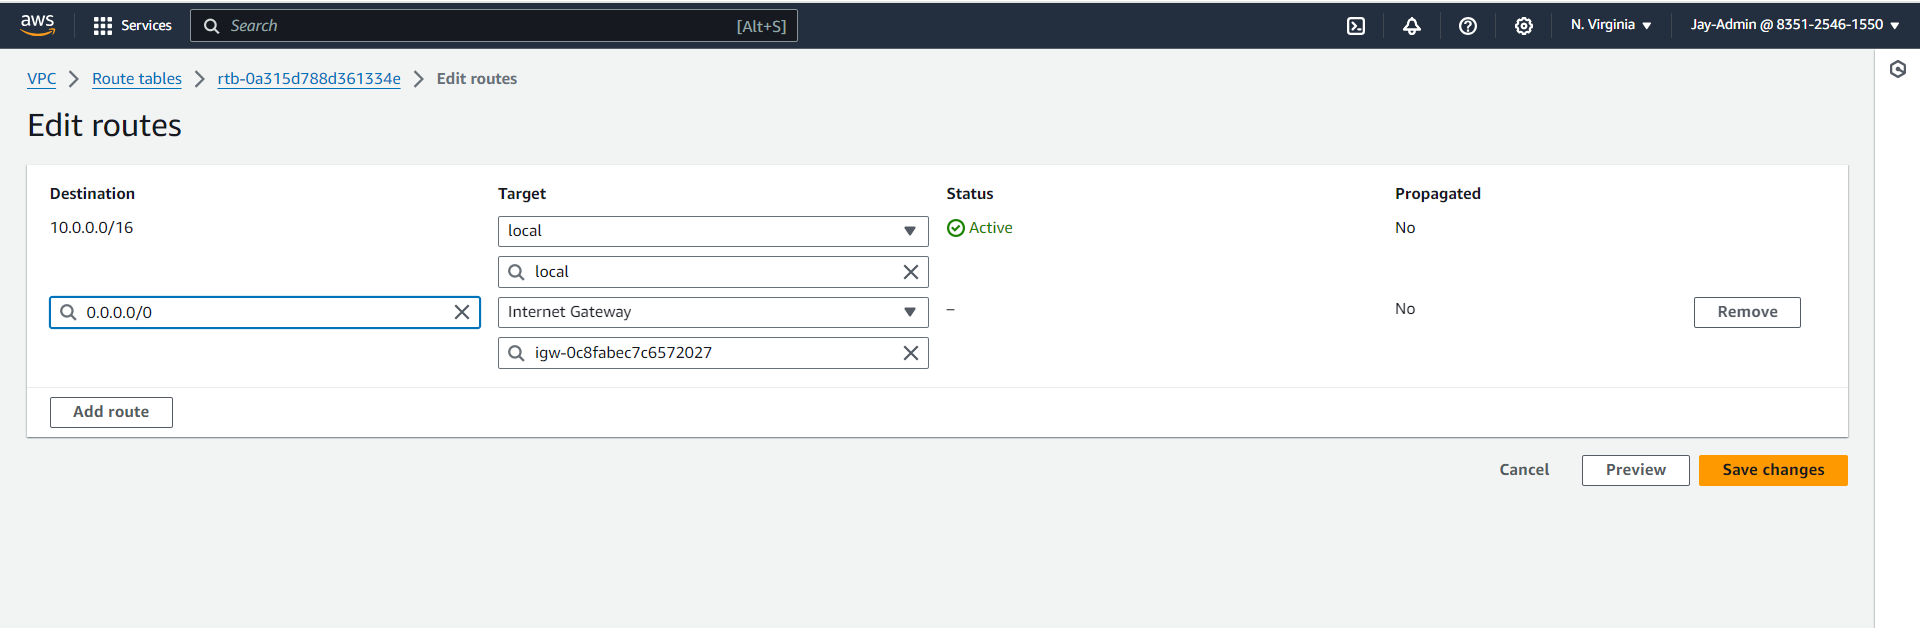 aws Services Search [Alt+S] N. Virginia Jay-Admin @ 8351-2546-1550
VPC Route tables rtb-0a315d788d361334e Edit routes
Edit routes
Destination Target Status Propagated
10.0.0.0/16 local Active No
local
0.0.0.0/0 Internet Gateway – No Remove
igw-0c8fabec7c6572027
Add route
Cancel Preview Save changes